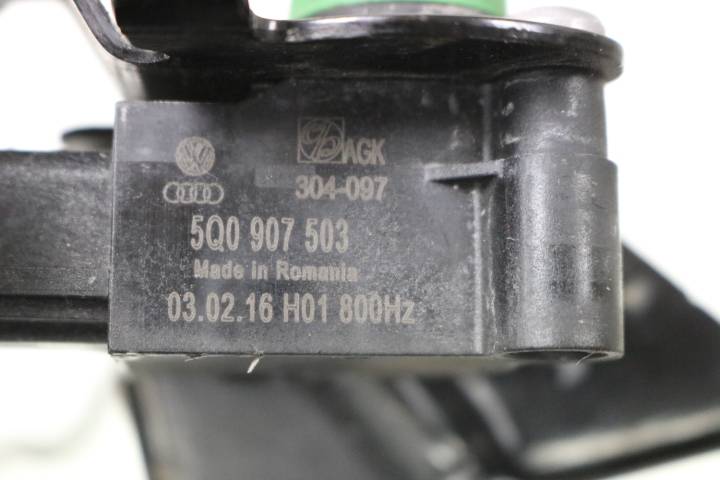 AGK
304-097
5Q0 907 503
Made in Romania
03.02.16 H01 800Hz